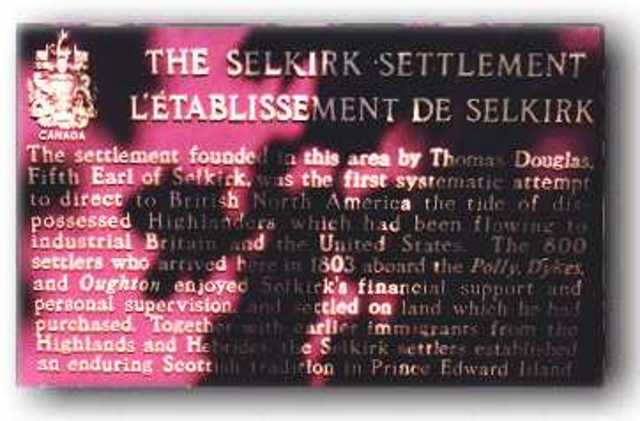 CANADA
THE SELKIRK SETTLEMENT
L'ÉTABLISSEMENT DE SELKIRK
The settlement founded in this area by Thomas Douglas,
Fifth Earl of Selkirk, was the first systematic attempt
to direct to British North America the tide of dis-
possessed Highlanders which had been flowing to
industrial Britain and the United States. The 800
settlers who arrived here in 1803 aboard the Polly, Dykes,
and Oughton enjoyed Selkirk's financial support and
personal supervision and settled on land which he had
purchased. Together with earlier immigrants from the
Highlands and Hebrides, the Selkirk settlers established
an enduring Scottish tradition in Prince Edward Island